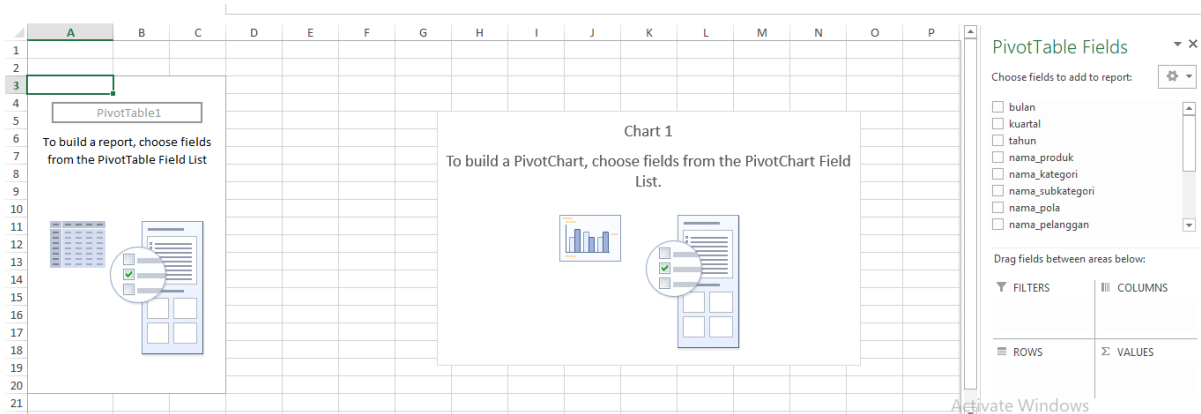 A B C D E F G H I J K L M N O P
1
2
3
4
5
6
7
8
9
10
11
12
13
14
15
16
17
18
19
20
21
PivotTable1
To build a report, choose fields
from the PivotTable Field List
Chart 1
To build a PivotChart, choose fields from the PivotChart Field
List.
PivotTable Fields
Choose fields to add to report:
bulan
kuartal
tahun
nama_produk
nama_kategori
nama_subkategori
nama_pola
nama_pelanggan
Drag fields between areas below:
FILTERS
COLUMNS
ROWS
Σ VALUES
Activate Windows